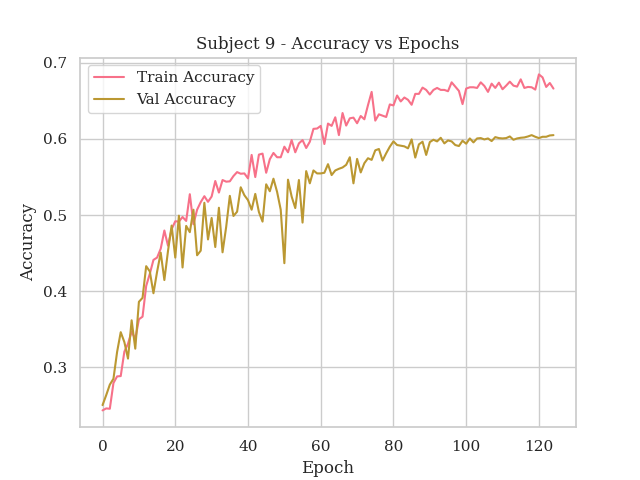 Subject 9 - Accuracy vs Epochs
Train Accuracy
Val Accuracy
0.7
0.6
0.5
0.4
0.3
Accuracy
0 20 40 60 80 100 120
Epoch